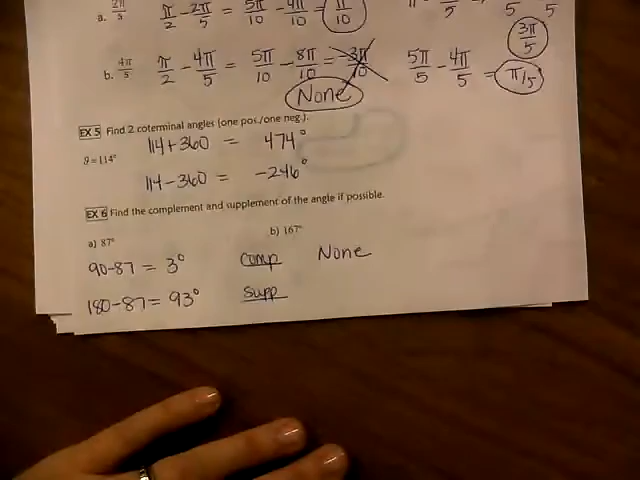 a. 2π/5 π/2 - 2π/5 = 5π/10 - 4π/10 = π/10
3π/5
b. 4π/5 π/2 - 4π/5 = 5π/10 - 8π/10 = -3π/10 5π/5 - 4π/5 = π/5
None
EX 5 Find 2 coterminal angles (one pos./one neg.).
114+360 = 474°
θ=114°
114-360 = -246°
EX 6 Find the complement and supplement of the angle if possible.
a) 87° b) 167°
90-87 = 3° comp None
180-87 = 93° supp